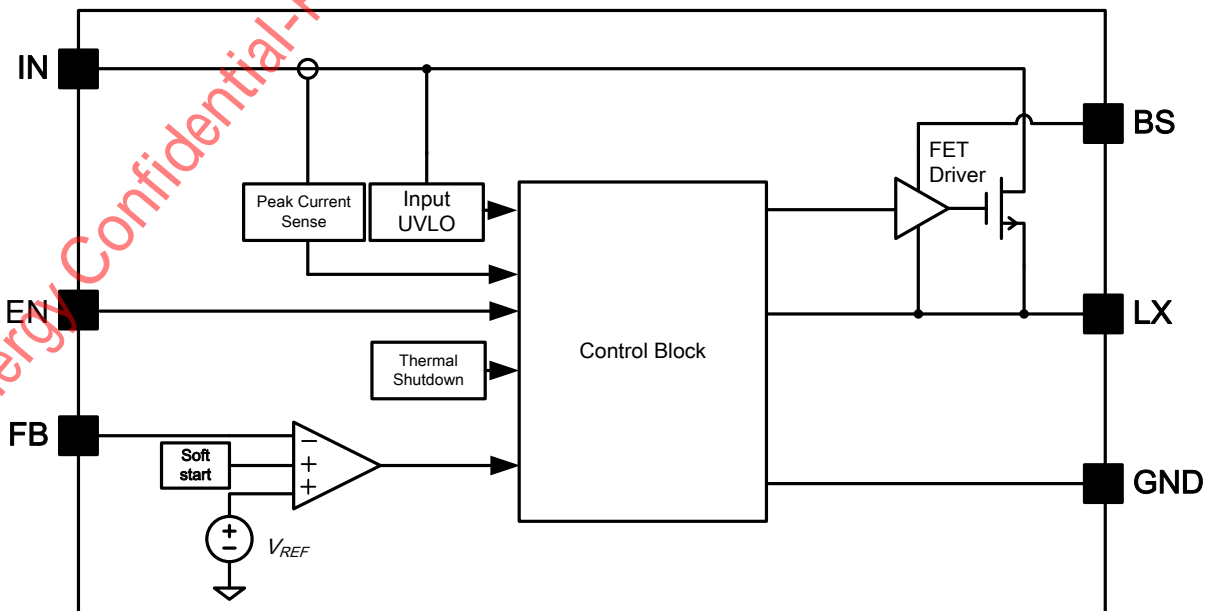 IN
BS
FET
Driver
Peak Current
Sense
Input
UVLO
EN
LX
Control Block
Thermal
Shutdown
FB
Soft
start
−
+
+
GND
+
−
VREF
Confidential-